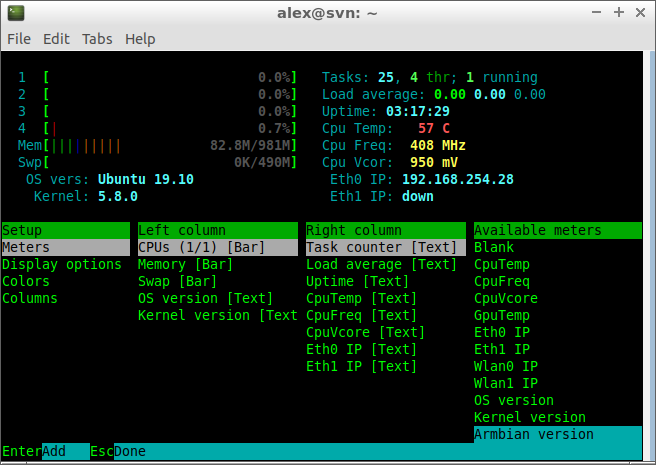 alex@svn: ~
File Edit Tabs Help
1 [ 0.0%] Tasks: 25, 4 thr; 1 running
2 [ 0.0%] Load average: 0.00 0.00 0.00
3 [ 0.0%] Uptime: 03:17:29
4 [| 0.7%] Cpu Temp: 57 C
Mem[||||||||| 82.8M/981M] Cpu Freq: 408 MHz
Swp[ 0K/490M] Cpu Vcor: 950 mV
OS vers: Ubuntu 19.10 Eth0 IP: 192.168.254.28
Kernel: 5.8.0 Eth1 IP: down
Setup Left column Right column Available meters
Meters CPUs (1/1) [Bar] Task counter [Text] Blank
Display options Memory [Bar] Load average [Text] CpuTemp
Colors Swap [Bar] Uptime [Text] CpuFreq
Columns OS version [Text] CpuTemp [Text] CpuVcore
Kernel version [Text CpuFreq [Text] GpuTemp
CpuVcore [Text] Eth0 IP
Eth0 IP [Text] Eth1 IP
Eth1 IP [Text] Wlan0 IP
Wlan1 IP
OS version
Kernel version
Armbian version
EnterAdd EscDone